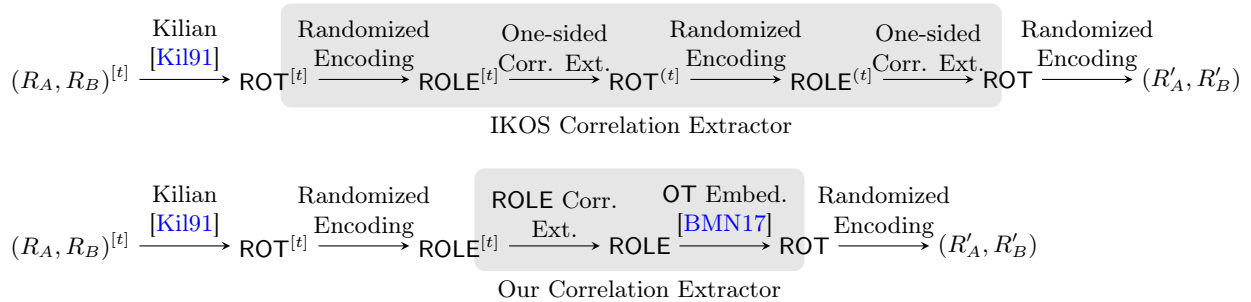 Kilian Randomized One-sided Randomized One-sided Randomized
[Kil91] Encoding Corr. Ext. Encoding Corr. Ext. Encoding
(R_A, R_B)^{[t]} ROT^{[t]} ROLE^{[t]} ROT^{(t]} ROLE^{(t]} ROT (R'_A, R'_B)
IKOS Correlation Extractor
Kilian Randomized ROLE Corr. OT Embed. Randomized
[Kil91] Encoding Ext. [BMN17] Encoding
(R_A, R_B)^{[t]} ROT^{[t]} ROLE^{[t]} ROLE ROT (R'_A, R'_B)
Our Correlation Extractor